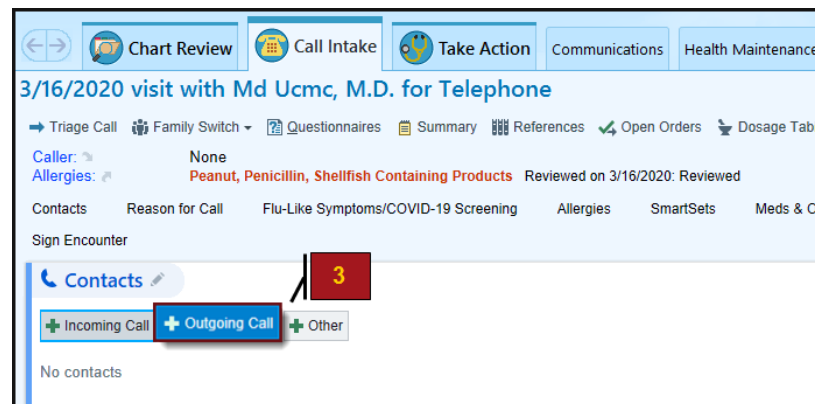 Chart Review Call Intake Take Action Communications Health Maintenance
3/16/2020 visit with Md Ucmc, M.D. for Telephone
Triage Call Family Switch Questionnaires Summary References Open Orders Dosage Tab
Caller: None
Allergies: Peanut, Penicillin, Shellfish Containing Products Reviewed on 3/16/2020: Reviewed
Contacts Reason for Call Flu-Like Symptoms/COVID-19 Screening Allergies SmartSets Meds & O
Sign Encounter
Contacts
3
Incoming Call Outgoing Call Other
No contacts